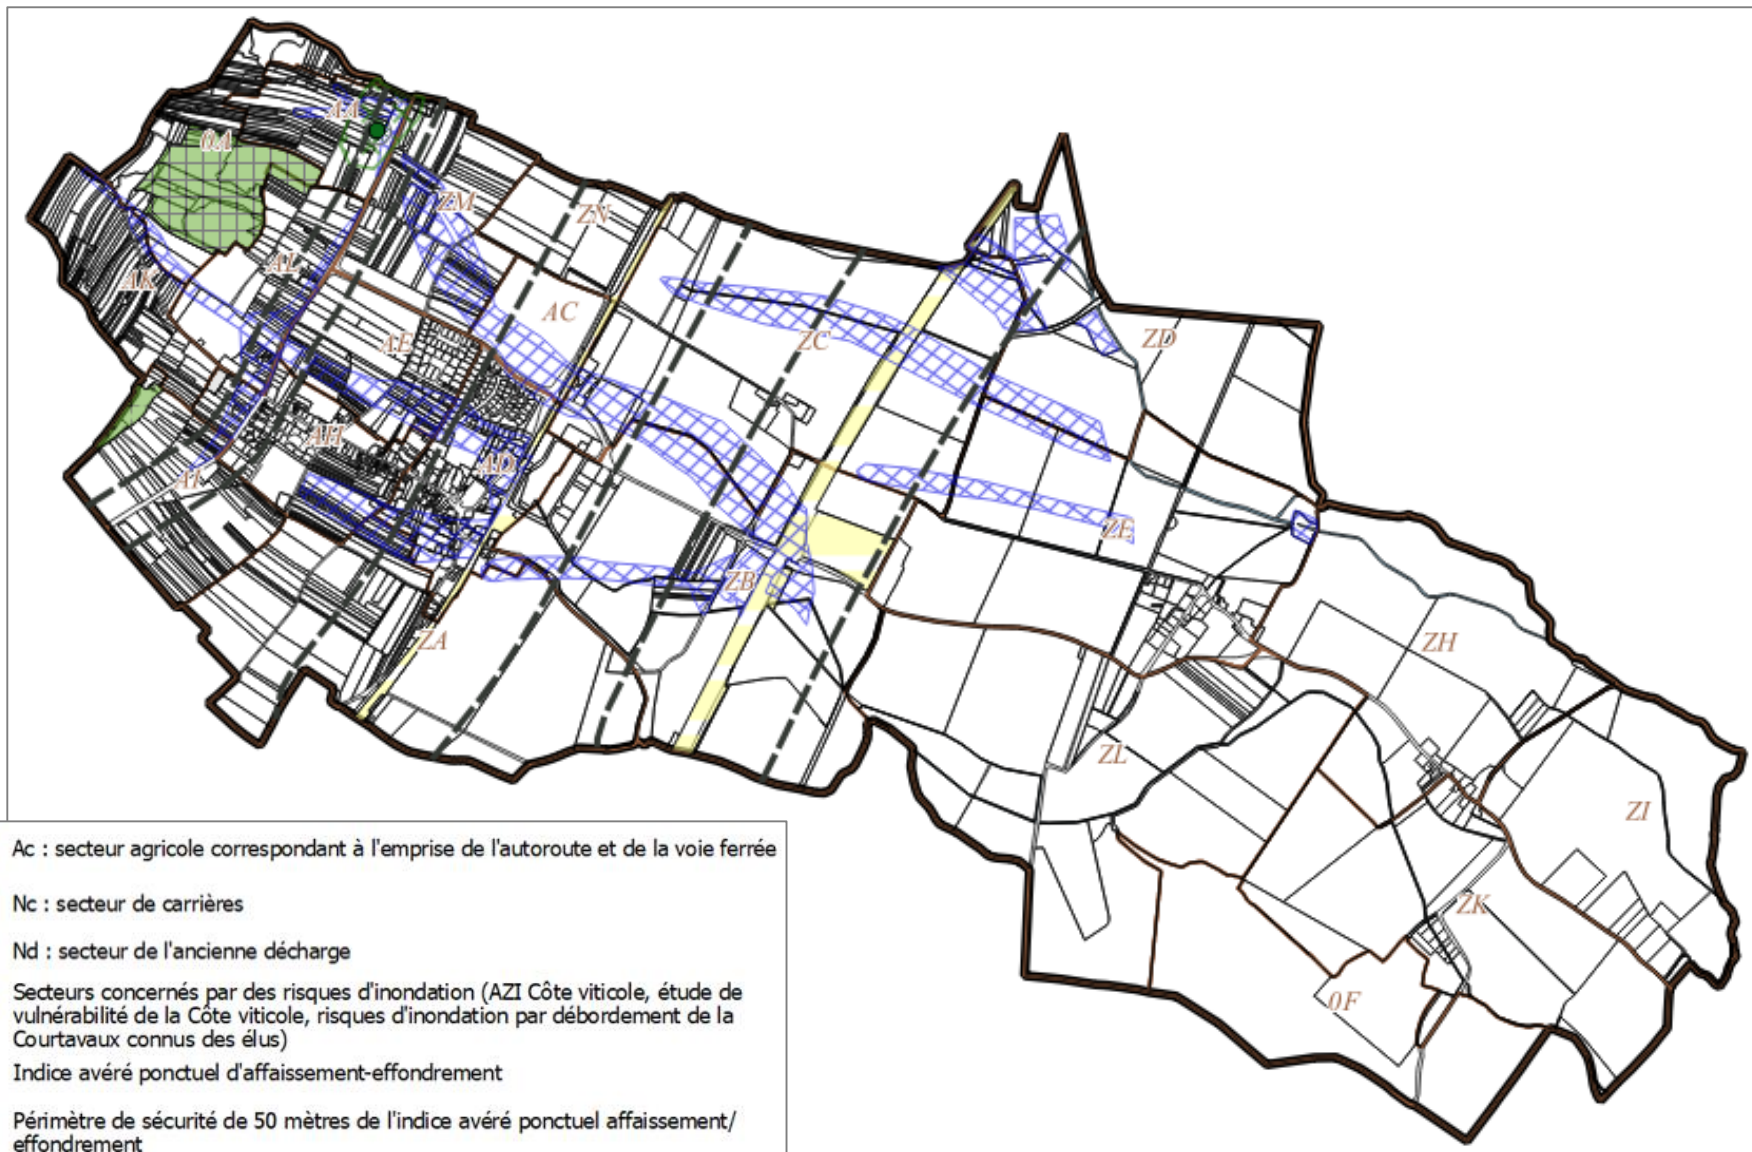 AA
0A
ZM
ZN
AK
AL
AC
AE
ZC
ZD
AH
AI
AD
ZE
ZB
ZA
ZH
ZL
ZI
ZK
0F
Ac : secteur agricole correspondant à l'emprise de l'autoroute et de la voie ferrée
Nc : secteur de carrières
Nd : secteur de l'ancienne décharge
Secteurs concernés par des risques d'inondation (AZI Côte viticole, étude de
vulnérabilité de la Côte viticole, risques d'inondation par débordement de la
Courtavaux connus des élus)
Indice avéré ponctuel d'affaissement-effondrement
Périmètre de sécurité de 50 mètres de l'indice avéré ponctuel affaissement/
effondrement